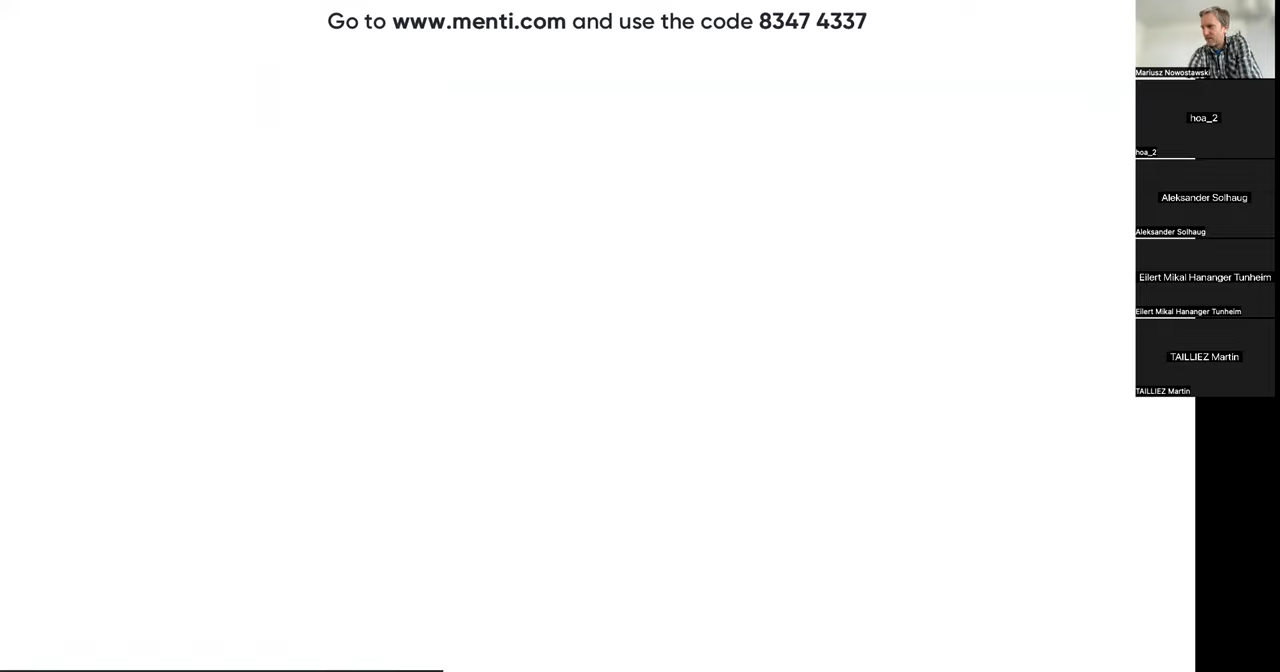 Go to www.menti.com and use the code 8347 4337
Mariusz Nowostawski
hoa_2
hoa_2
Aleksander Solhaug
Aleksander Solhaug
Eilert Mikal Hananger Tunheim
Eilert Mikal Hananger Tunheim
TAILLIEZ Martin
TAILLIEZ Martin